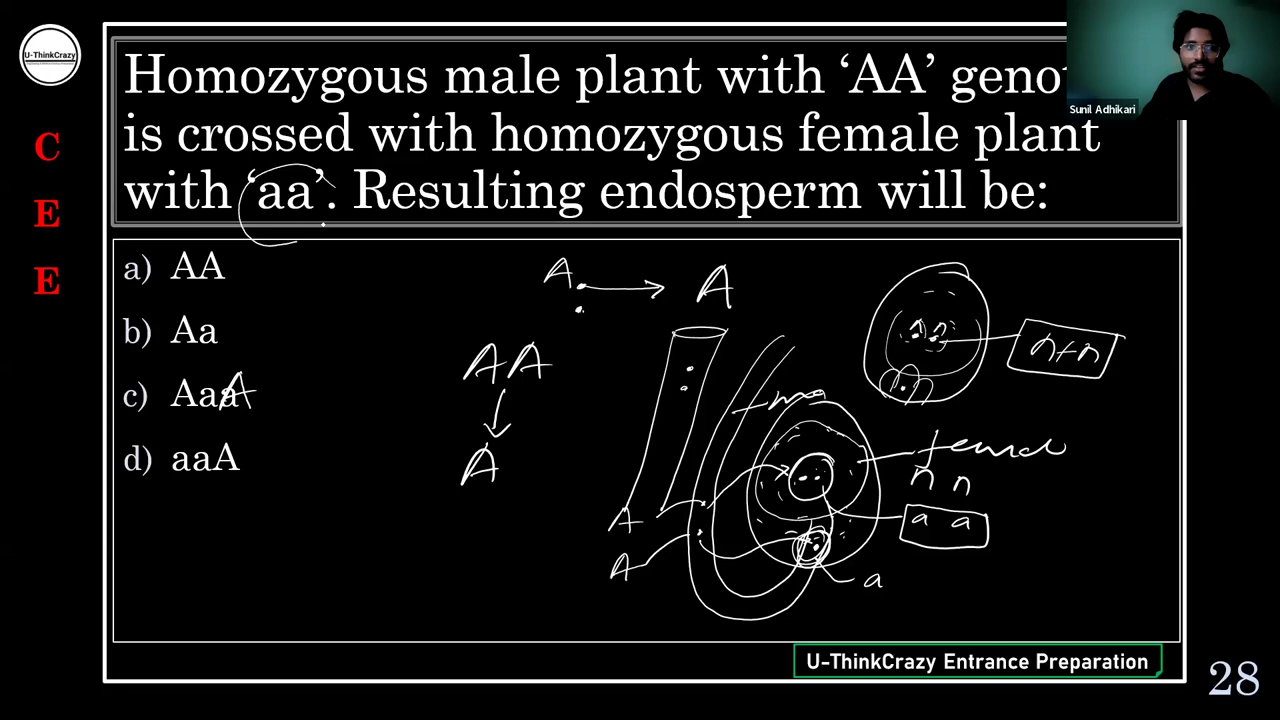 U-ThinkCrazy
C
E
E
Homozygous male plant with ‘AA’
is crossed with homozygous female plant
with ‘aa’. Resulting endosperm will be:
Sunil Adhikari
a) AA
b) Aa
c) Aaa A
d) aaA
A A
AA
A
n n
n+n
n n
a a
A
A
a
U-ThinkCrazy Entrance Preparation
28